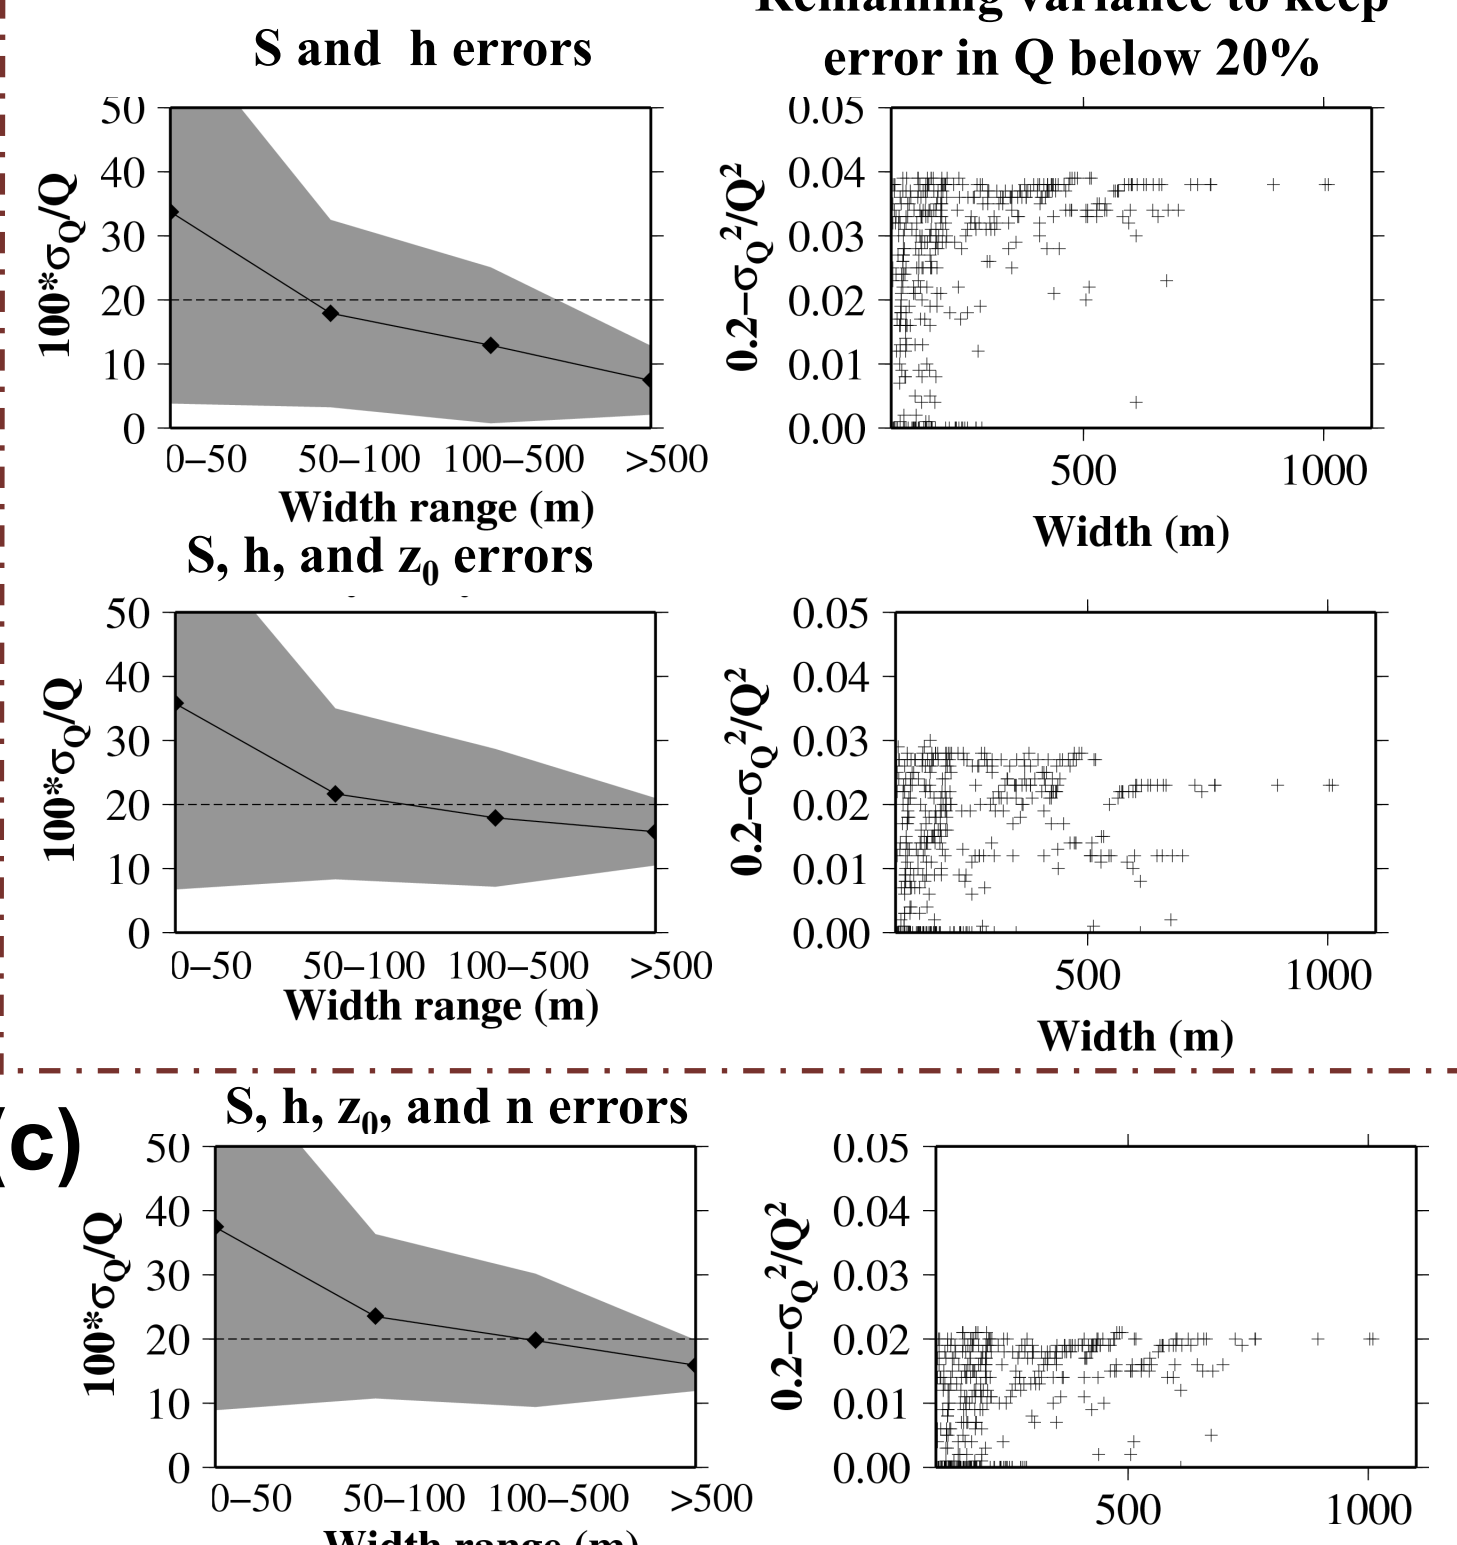 S and h errors
Remaining variance to keep
error in Q below 20%
100*σQ/Q
50
40
30
20
10
0
0–50 50–100 100–500 >500
Width range (m)
0.2–σQ²/Q²
0.05
0.04
0.03
0.02
0.01
0.00
500 1000
Width (m)
S, h, and z₀ errors
100*σQ/Q
50
40
30
20
10
0
0–50 50–100 100–500 >500
Width range (m)
0.2–σQ²/Q²
0.05
0.04
0.03
0.02
0.01
0.00
500 1000
Width (m)
(c)
S, h, z₀, and n errors
100*σQ/Q
50
40
30
20
10
0
0–50 50–100 100–500 >500
Width range (m)
0.2–σQ²/Q²
0.05
0.04
0.03
0.02
0.01
0.00
500 1000